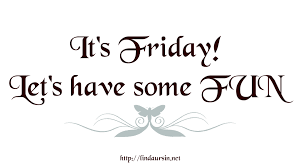 It's Friday!
Let's have some FUN
http://lindaursin.net